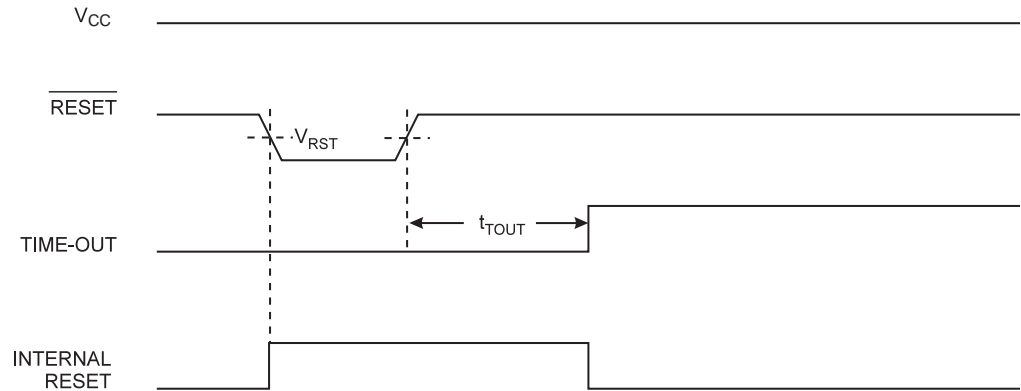 VCC
RESET
VRST
tTOUT
TIME-OUT
INTERNAL
RESET